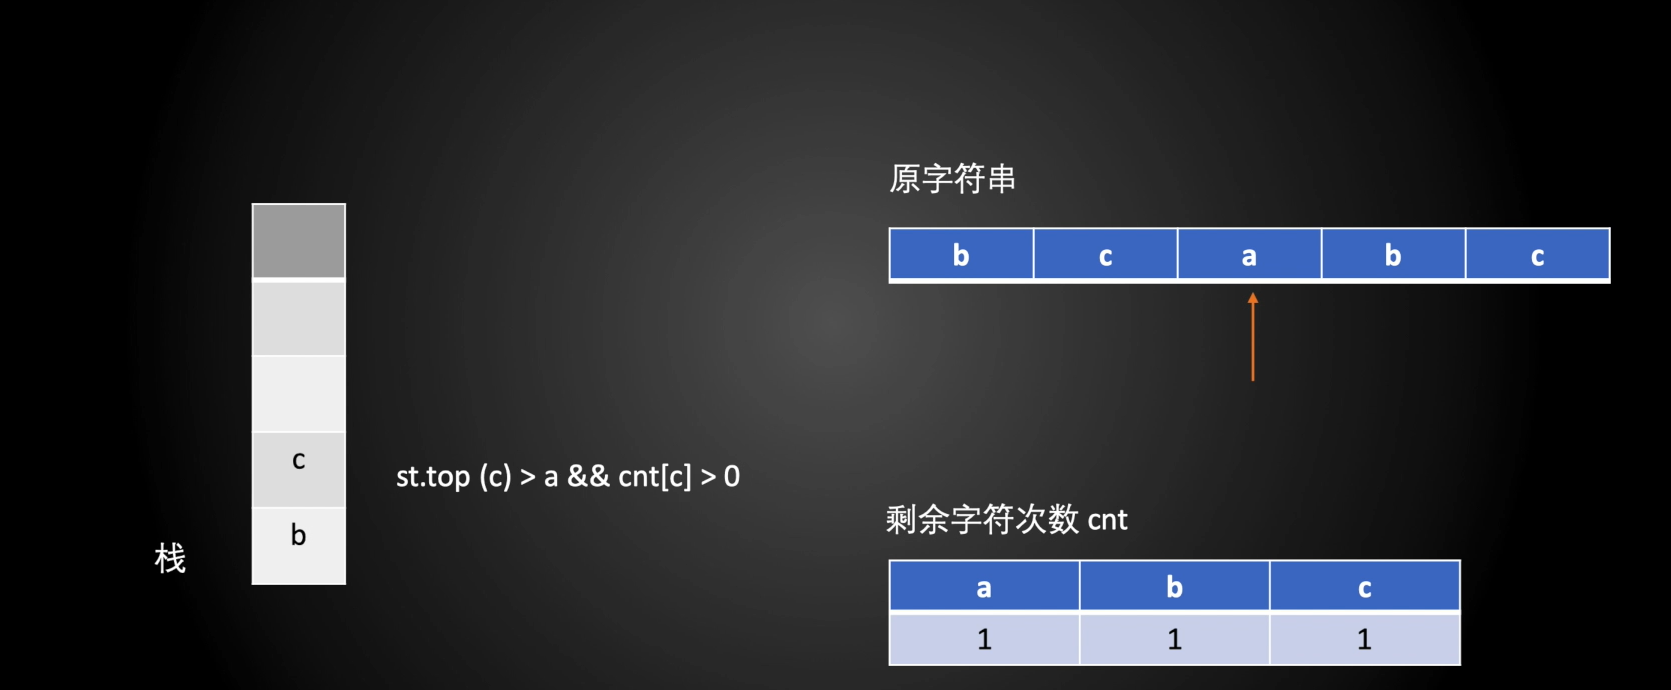 原字符串
b c a b c
c
st.top (c) > a && cnt[c] > 0
b
栈
剩余字符次数 cnt
a b c
1 1 1